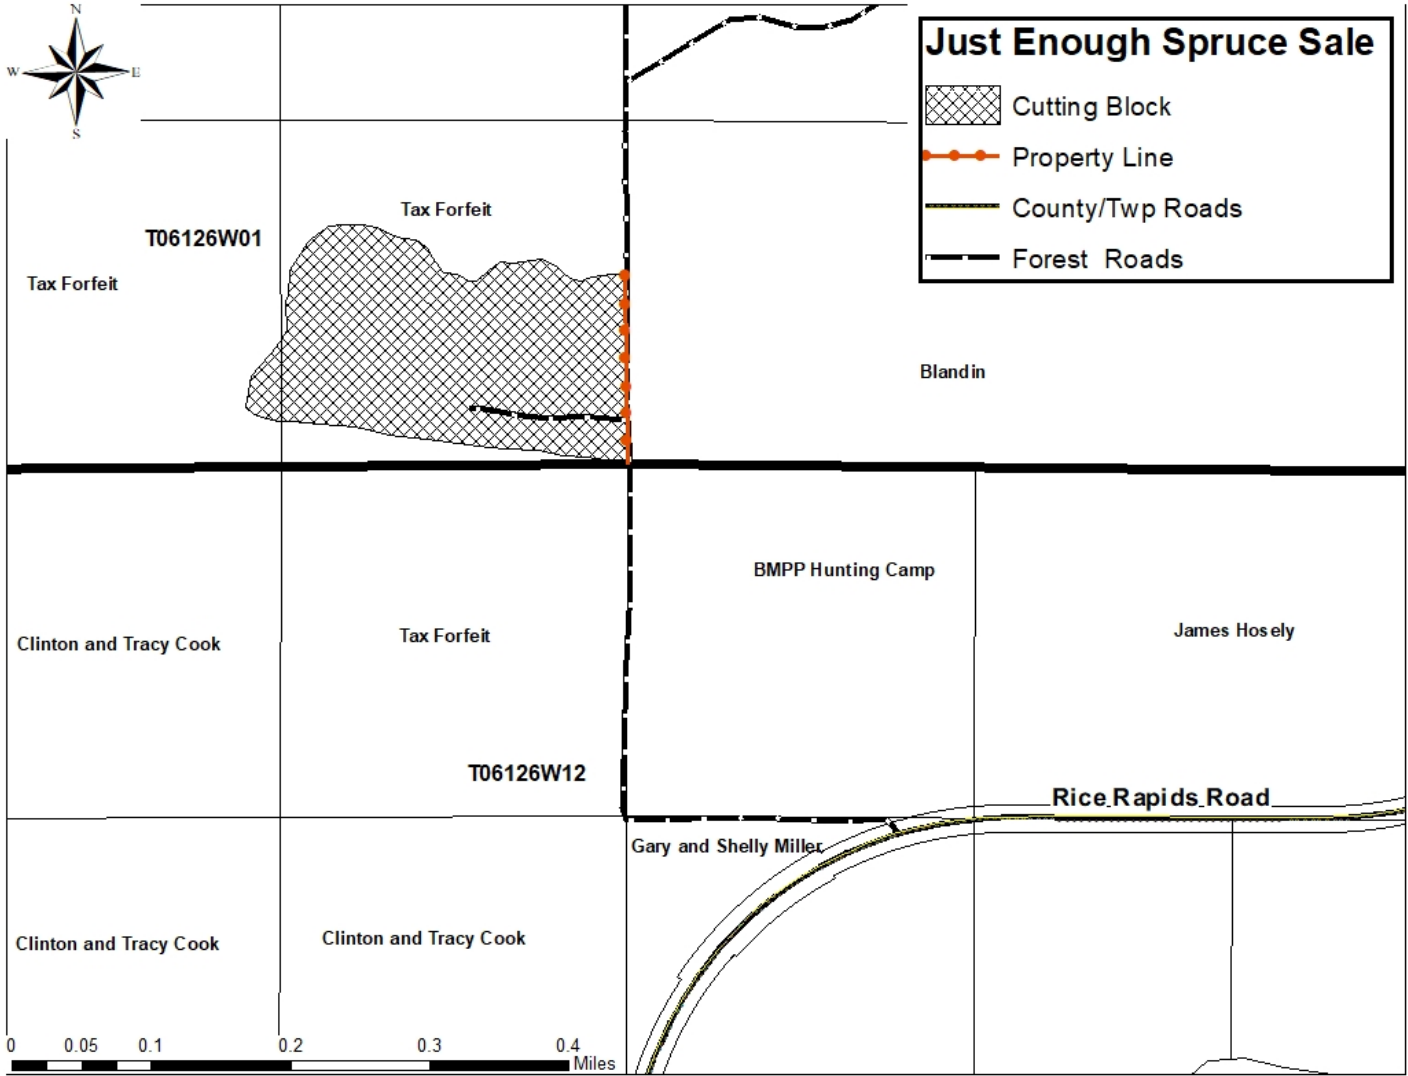 N
W E
S
Just Enough Spruce Sale
Cutting Block
Property Line
County/Twp Roads
Forest Roads
Tax Forfeit
T06126W01
Tax Forfeit
Blandin
BMPP Hunting Camp
James Hosely
Tax Forfeit
Clinton and Tracy Cook
T06126W12
Rice Rapids Road
Gary and Shelly Miller
Clinton and Tracy Cook
Clinton and Tracy Cook
0 0.05 0.1 0.2 0.3 0.4
Miles